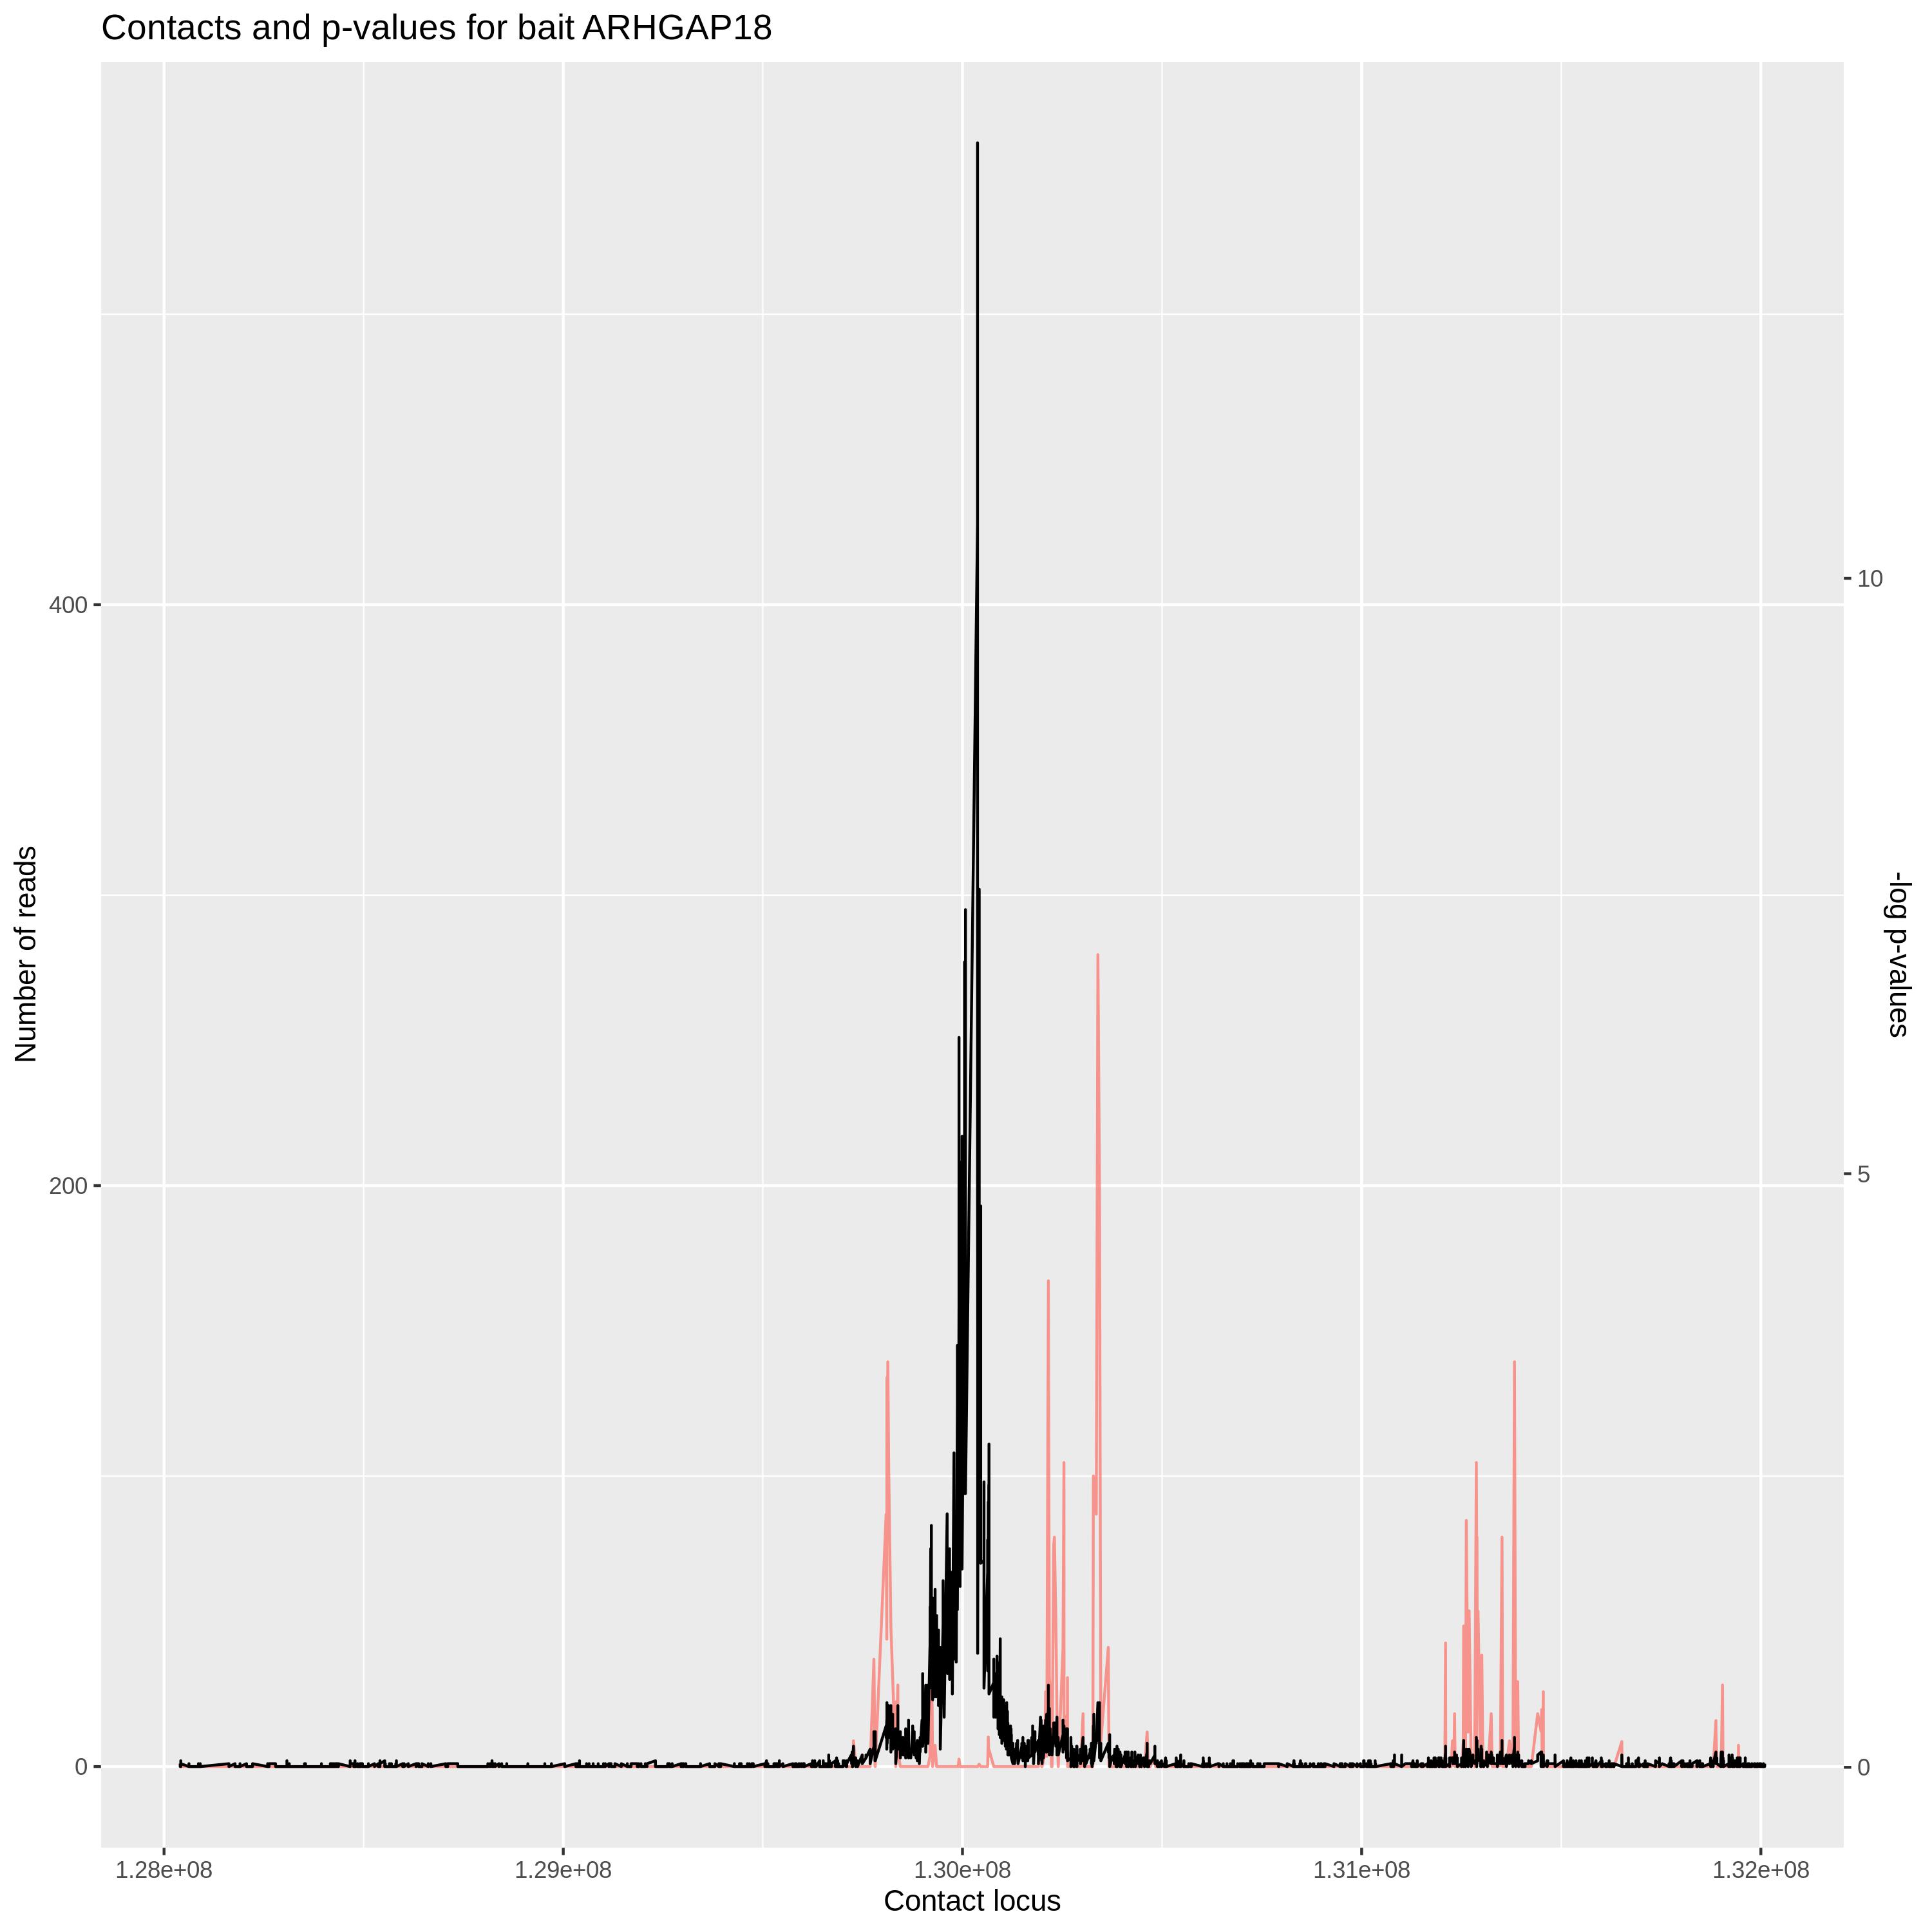 Contacts and p-values for bait ARHGAP18
Number of reads
400
200
0
10
5
0
-log p-values
1.28e+08
1.29e+08
1.30e+08
1.31e+08
1.32e+08
Contact locus